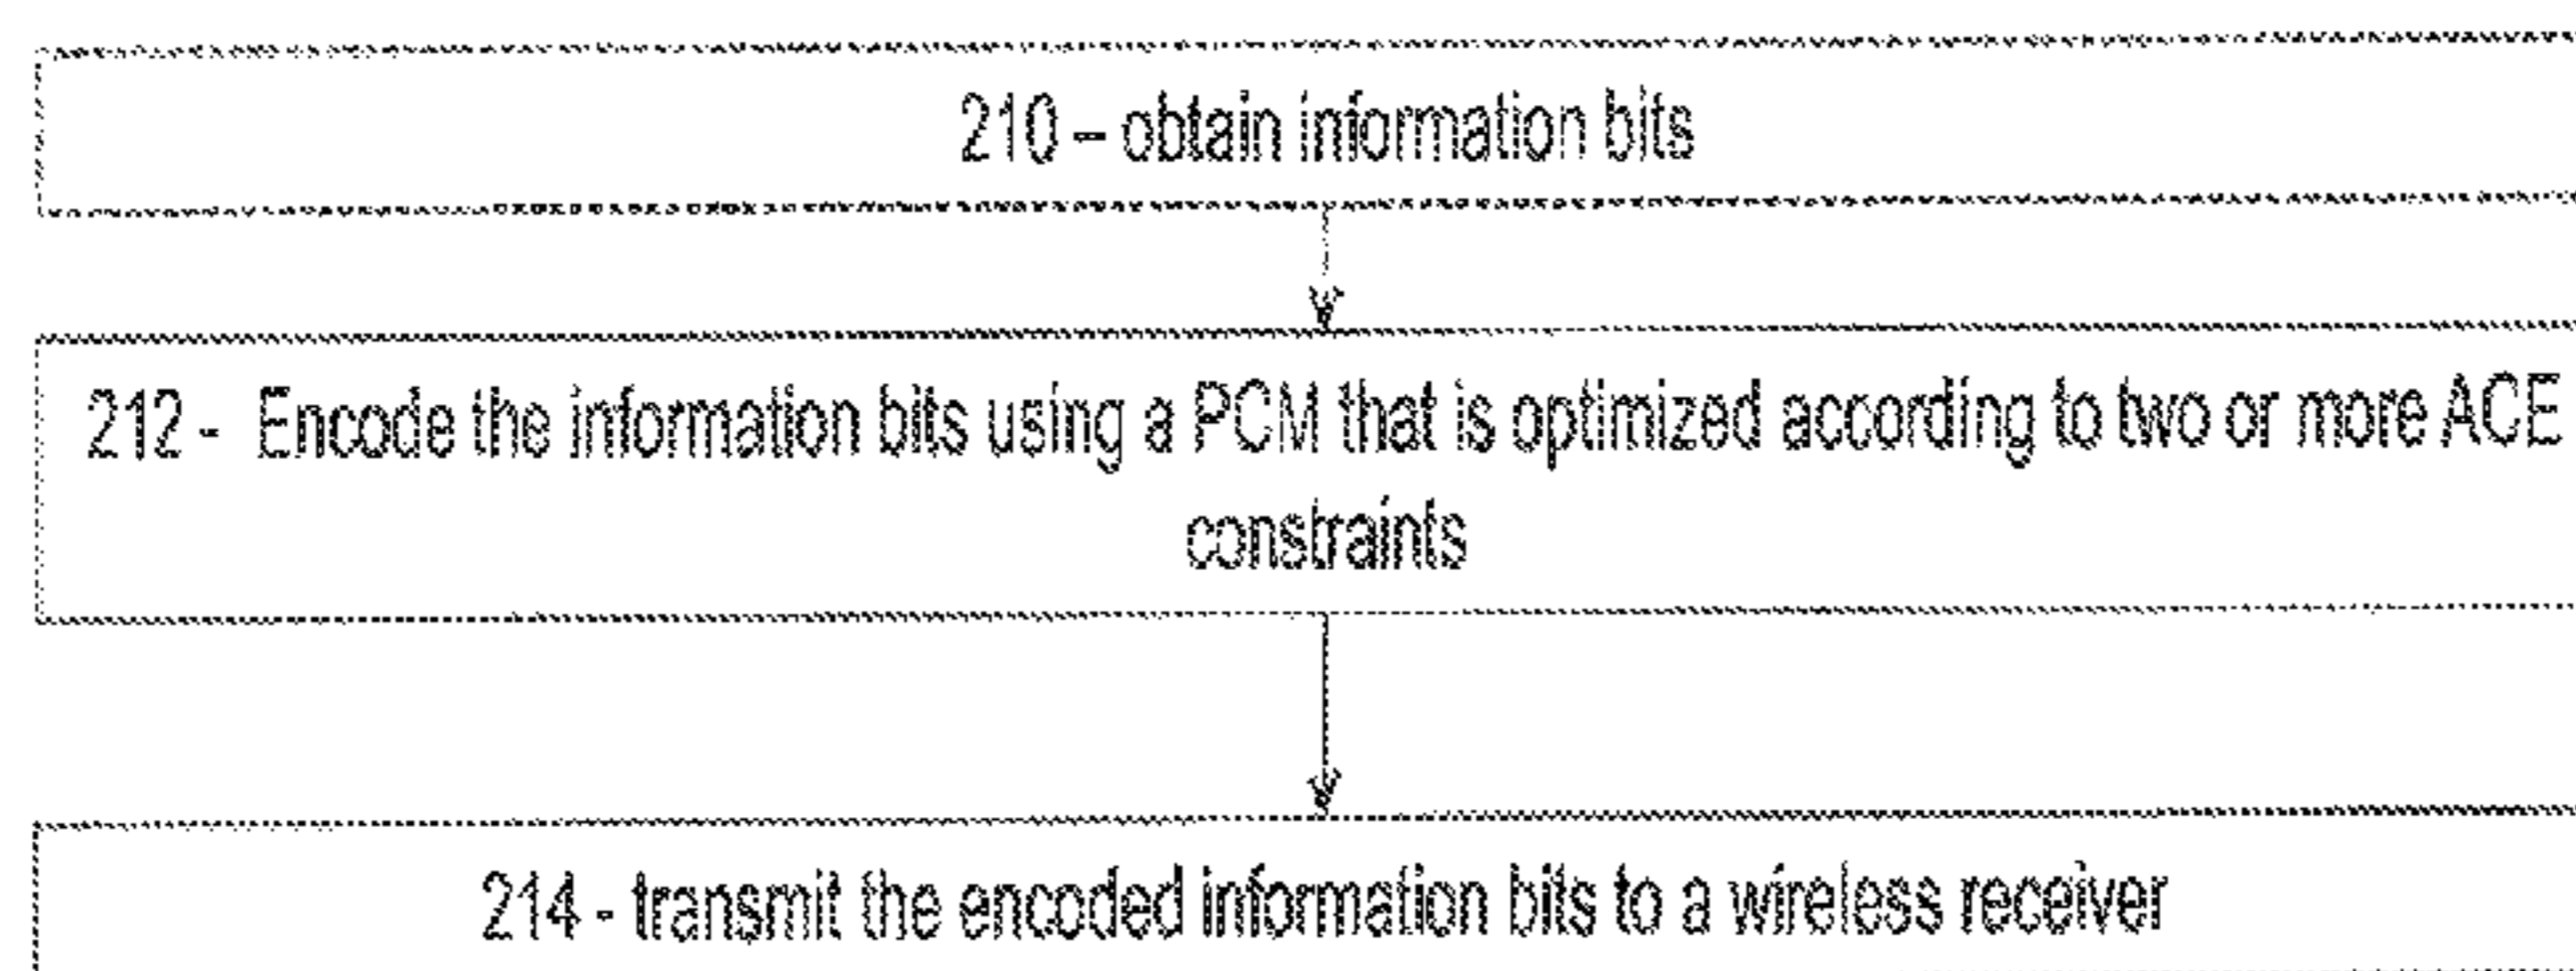 210 – obtain information bits
212 - Encode the information bits using a PCM that is optimized according to two or more ACE
constraints
214 - transmit the encoded information bits to a wireless receiver